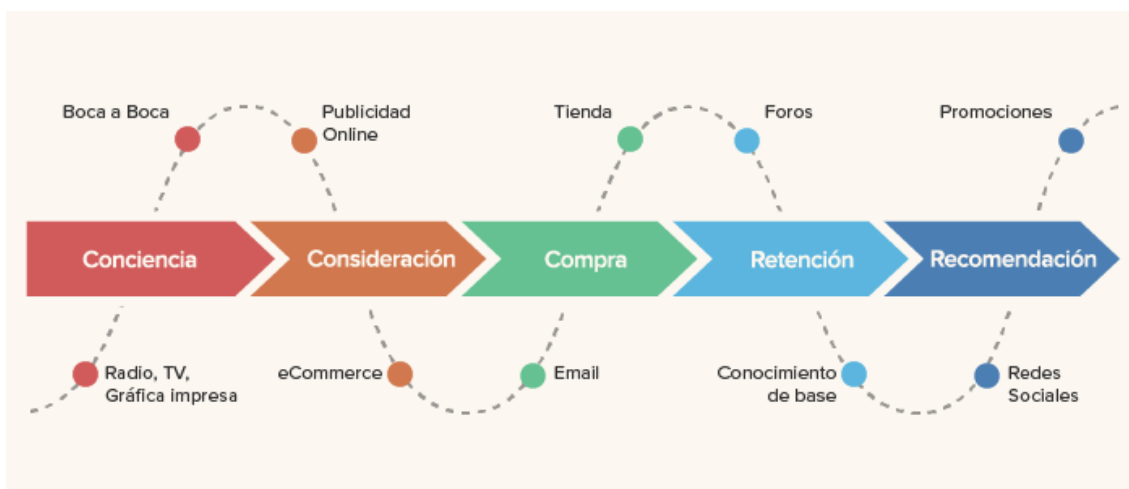 Boca a Boca
Publicidad
Online
Tienda
Foros
Promociones
Conciencia
Consideración
Compra
Retención
Recomendación
Radio, TV,
Gráfica impresa
eCommerce
Email
Conocimiento
de base
Redes
Sociales